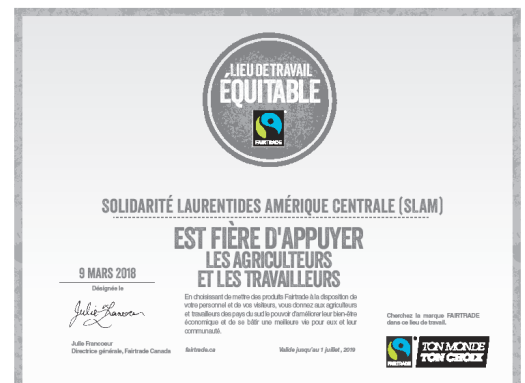 LIEU DE TRAVAIL
ÉQUITABLE
FAIRTRADE
SOLIDARITÉ LAURENTIDES AMÉRIQUE CENTRALE (SLAM)
EST FIÈRE D'APPUYER
LES AGRICULTEURS
ET LES TRAVAILLEURS
9 MARS 2018
Désignée le
En choisissant de mettre des produits Fairtrade à la disposition de
votre personnel et de vos visiteurs, vous donnez aux agriculteurs
et travailleurs des pays du sud le pouvoir d'améliorer leur bien-être
économique et de se bâtir une meilleure vie pour eux et leur
communauté.
Julie Francoeur
Julie Francoeur
Directrice générale, Fairtrade Canada
fairtrade.ca
Valide jusqu'au 1 juillet, 2019
Cherchez la marque FAIRTRADE
dans ce lieu de travail.
FAIRTRADE
TON MONDE
TON CHOIX